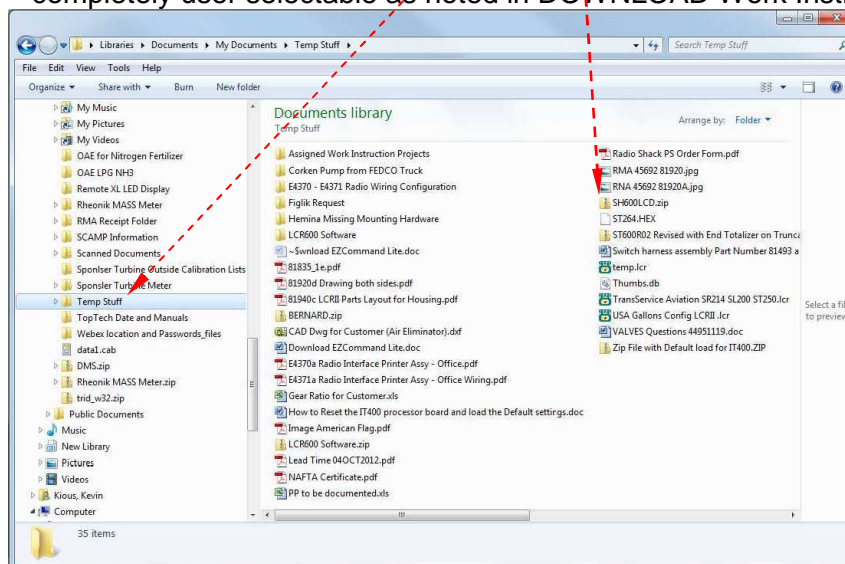 completely user selectable as noted in DOWNLOAD Work
Libraries Documents My Documents Temp Stuff
Search Temp Stuff
File Edit View Tools Help
Organize Share with Burn New folder
My Music
My Pictures
My Videos
OAE for Nitrogen Fertilizer
OAE LPG NH3
Remote XL LED Display
Rheonik MASS Meter
RMA Receipt Folder
SCAMP Information
Scanned Documents
Sponlser Turbine Outside Calibration Lists
Sponsler Turbine Meter
Temp Stuff
TopTech Date and Manuals
Webex location and Passwords_files
data1.cab
DMS.zip
Rheonik MASS Meter.zip
trid_w32.zip
Public Documents
Music
New Library
Pictures
Videos
Kious, Kevin
Computer
Documents library
Temp Stuff
Arrange by: Folder
Assigned Work Instruction Projects
Corken Pump from FEDCO Truck
E4370 - E4371 Radio Wiring Configuration
Figlik Request
Hemina Missing Mounting Hardware
LCR600 Software
~$wnload EZCommand Lite.doc
81835_1e.pdf
81920d Drawing both sides.pdf
81940c LCRII Parts Layout for Housing.pdf
BERNARD.zip
CAD Dwg for Customer (Air Eliminator).dxf
Download EZCommand Lite.doc
E4370a Radio Interface Printer Assy - Office.pdf
E4371a Radio Interface Printer Assy - Office Wiring.pdf
Gear Ratio for Customer.xls
How to Reset the IT400 processor board and load the Default settings.doc
Image American Flag.pdf
LCR600 Software.zip
Lead Time 04OCT2012.pdf
NAFTA Certificate.pdf
PP to be documented.xls
Radio Shack PS Order Form.pdf
RMA 45692 81920.jpg
RNA 45692 81920A.jpg
SH600LCD.zip
ST264.HEX
ST600R02 Revised with End Totalizer on Trunca
Switch harness assembly Part Number 81493 a
temp.lcr
Thumbs.db
TransService Aviation SR214 SL200 ST250.lcr
USA Gallons Config LCRII .lcr
VALVES Questions 44951119.doc
Zip File with Default load for IT400.ZIP
Select a fil
to preview
35 items